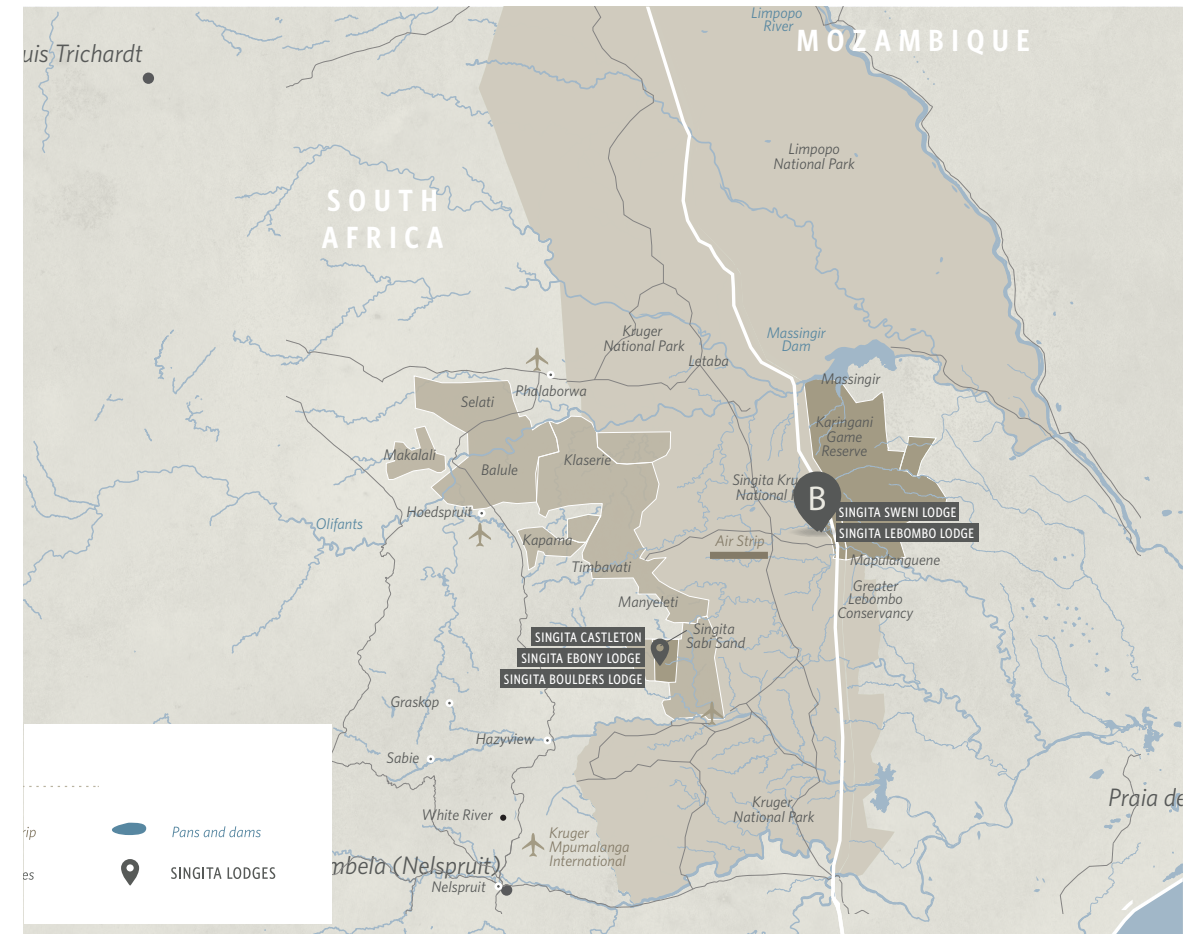 Limpopo
River
MOZAMBIQUE
uis Trichardt
Limpopo
National Park
SOUTH
AFRICA
Massingir
Dam
Kruger
National Park
Letaba
Massingir
Phalaborwa
Selati
Karingani
Game
Reserve
Makalali
Balule
Klaserie
Singita Kru
National P
B
SINGITA SWENI LODGE
SINGITA LEBOMBO LODGE
Hoedspruit
Olifants
Kapama
Air Strip
Timbavati
Mapulanguene
Greater
Lebombo
Conservancy
Manyeleti
Singita
Sabi Sand
SINGITA CASTLETON
SINGITA EBONY LODGE
SINGITA BOULDERS LODGE
Graskop
Hazyview
Sabie
Praia de
Kruger
National Park
White River
Kruger
Mpumalanga
International
mbela (Nelspruit)
Nelspruit
rip
Pans and dams
es
SINGITA LODGES